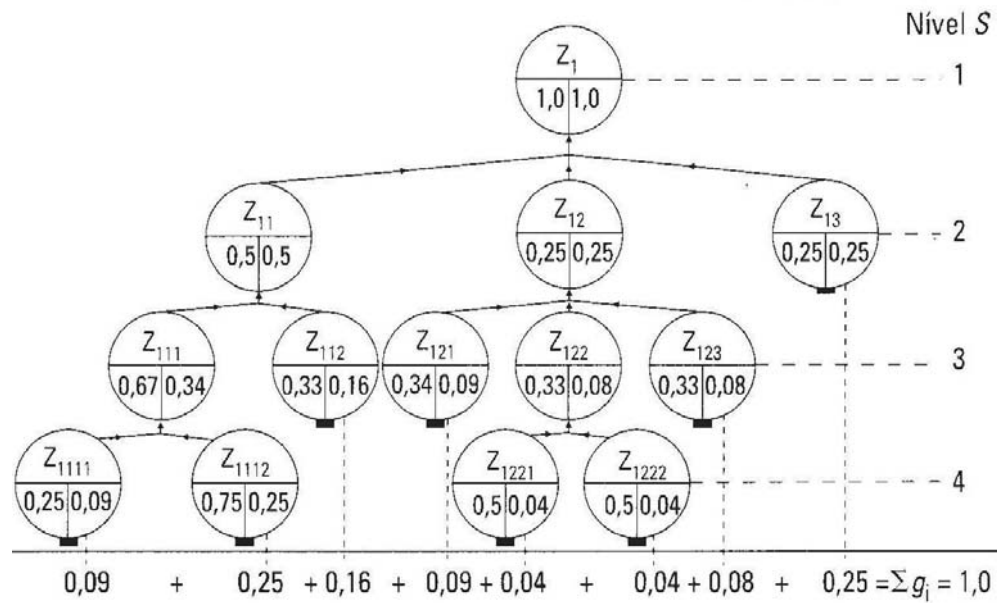 Nível S
Z1 1
1,0 1,0
Z11 Z12 Z13 2
0,5 0,5 0,25 0,25 0,25 0,25
Z111 Z112 Z121 Z122 Z123 3
0,67 0,34 0,33 0,16 0,34 0,09 0,33 0,08 0,33 0,08
Z1111 Z1112 Z1221 Z1222 4
0,25 0,09 0,75 0,25 0,5 0,04 0,5 0,04
0,09 + 0,25 + 0,16 + 0,09 + 0,04 + 0,04 + 0,08 + 0,25 = Σ gi = 1,0